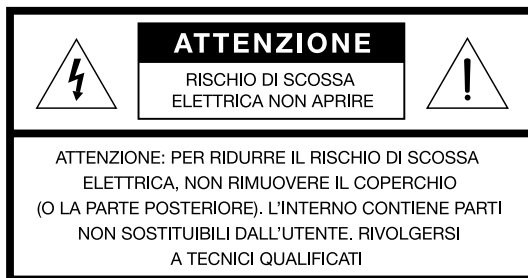 ATTENZIONE
RISCHIO DI SCOSSA
ELETTRICA NON APRIRE
ATTENZIONE: PER RIDURRE IL RISCHIO DI SCOSSA
ELETTRICA, NON RIMUOVERE IL COPERCHIO
(O LA PARTE POSTERIORE). L'INTERNO CONTIENE PARTI
NON SOSTITUIBILI DALL'UTENTE. RIVOLGERSI
A TECNICI QUALIFICATI